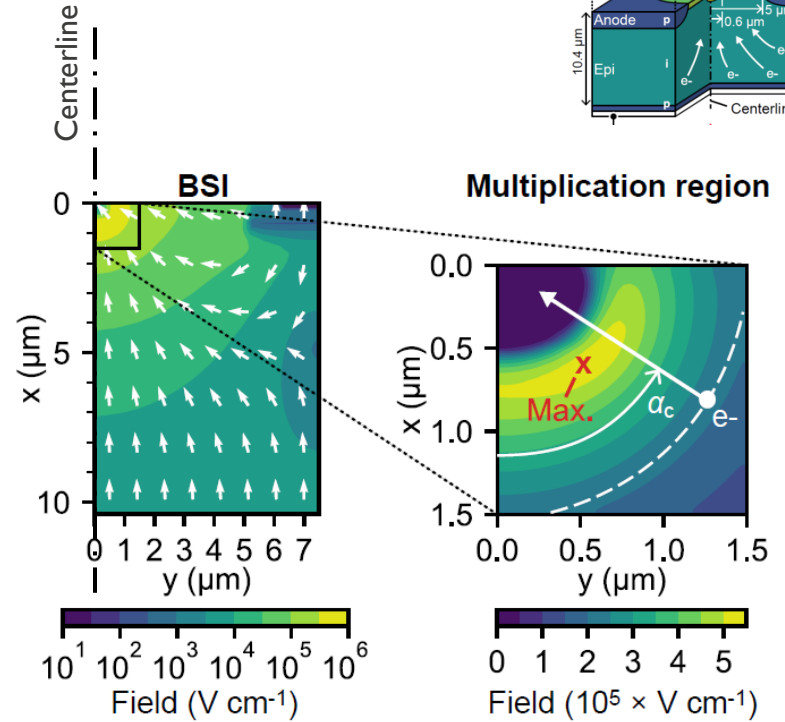 Centerline
Anode
p
10.4 μm
Epi
i
p
0.6 μm
5 μm
e-
e-
e-
Centerlin
BSI
0
5
10
x (μm)
0 1 2 3 4 5 6 7
y (μm)
10¹ 10² 10³ 10⁴ 10⁵ 10⁶
Field (V cm⁻¹)
Multiplication region
0.0
0.5
1.0
1.5
x (μm)
x
Max.
αc
e-
0.0 0.5 1.0 1.5
y (μm)
0 1 2 3 4 5
Field (10⁵ × V cm⁻¹)